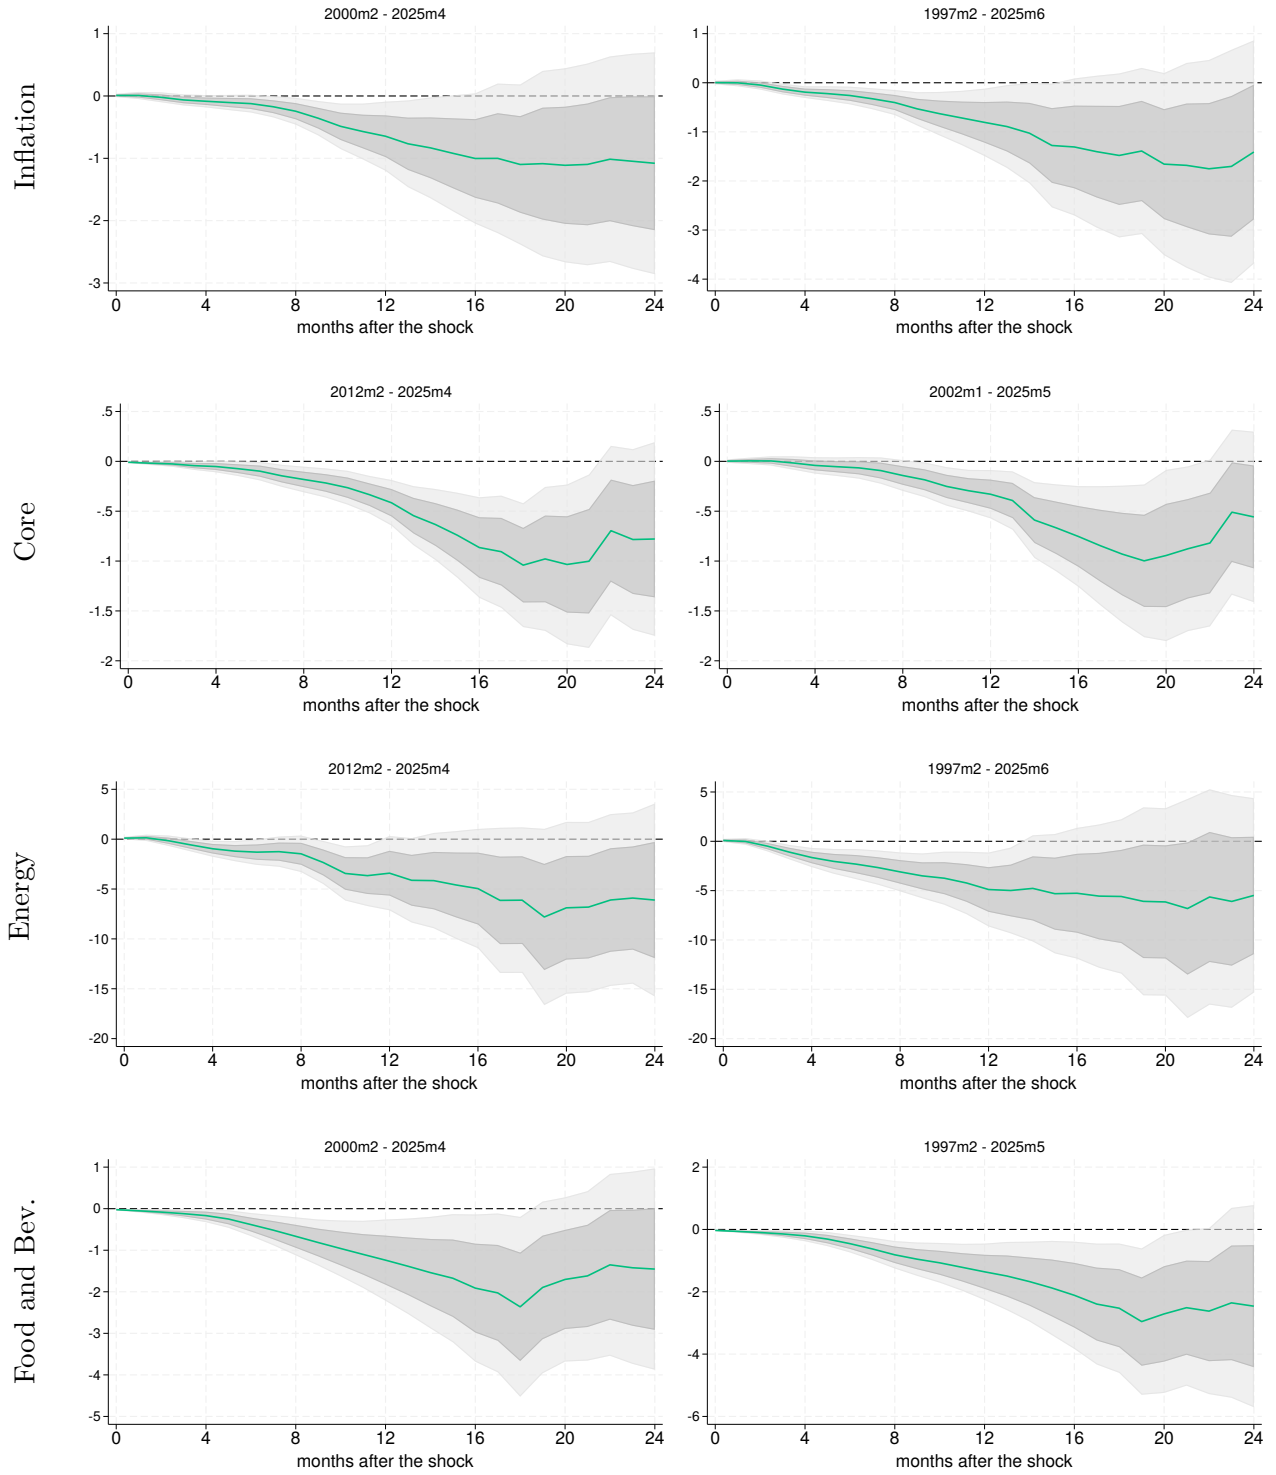 2000m2 - 2025m4
1
0
-1
-2
-3
0 4 8 12 16 20 24
months after the shock
1997m2 - 2025m6
1
0
-1
-2
-3
-4
0 4 8 12 16 20 24
months after the shock
Inflation
2012m2 - 2025m4
.5
0
-.5
-1
-1.5
-2
0 4 8 12 16 20 24
months after the shock
2002m1 - 2025m5
.5
0
-.5
-1
-1.5
-2
0 4 8 12 16 20 24
months after the shock
Core
2012m2 - 2025m4
5
0
-5
-10
-15
-20
0 4 8 12 16 20 24
months after the shock
1997m2 - 2025m6
5
0
-5
-10
-15
-20
0 4 8 12 16 20 24
months after the shock
Energy
2000m2 - 2025m4
1
0
-1
-2
-3
-4
-5
0 4 8 12 16 20 24
months after the shock
1997m2 - 2025m5
2
0
-2
-4
-6
0 4 8 12 16 20 24
months after the shock
Food and Bev.